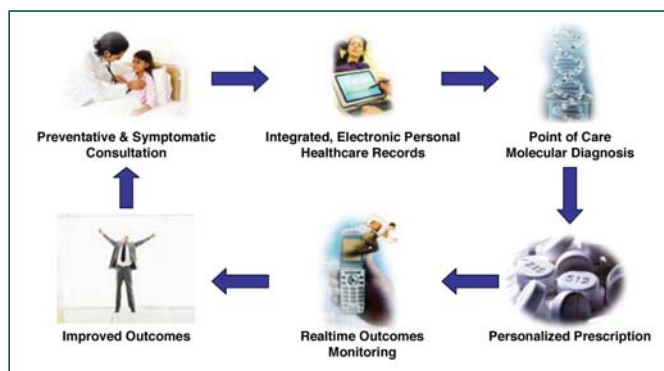 Preventative & Symptomatic
Consultation
Integrated, Electronic Personal
Healthcare Records
Point of Care
Molecular Diagnosis
Improved Outcomes
Realtime Outcomes
Monitoring
512
Personalized Prescription